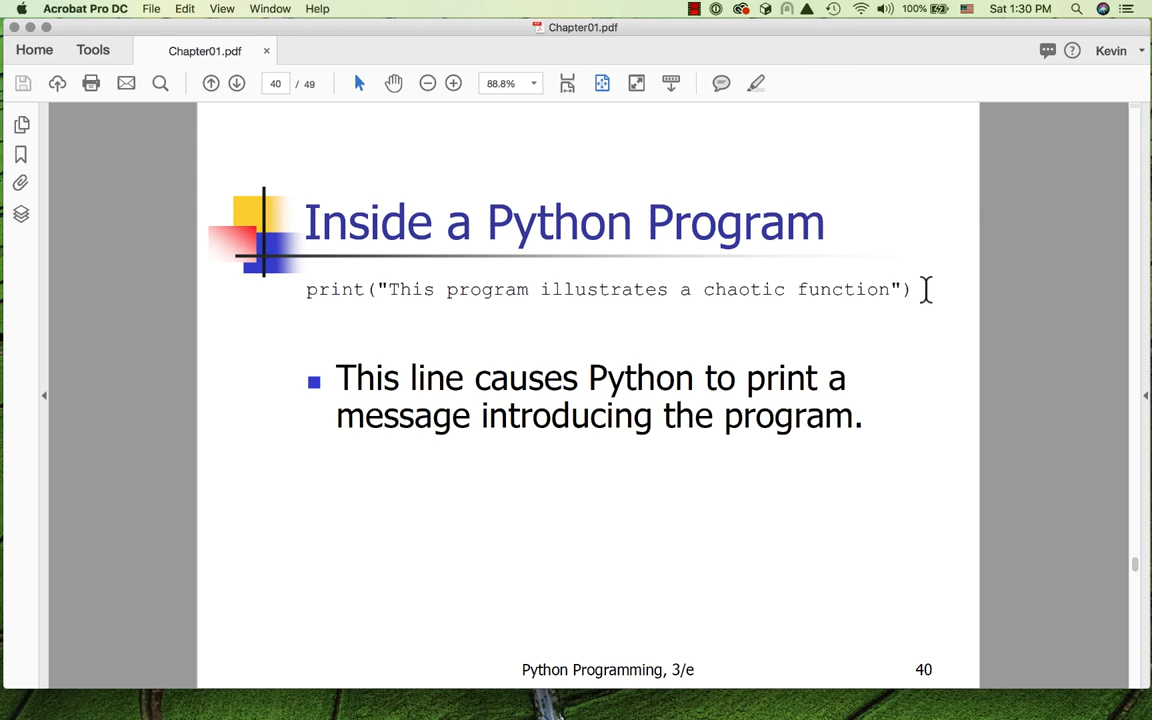 Acrobat Pro DC File Edit View Window Help 100% Sat 1:30 PM
Chapter01.pdf
Home Tools Chapter01.pdf × ? Kevin
40 / 49 88.8%
Inside a Python Program
print("This program illustrates a chaotic function")
This line causes Python to print a
message introducing the program.
Python Programming, 3/e 40